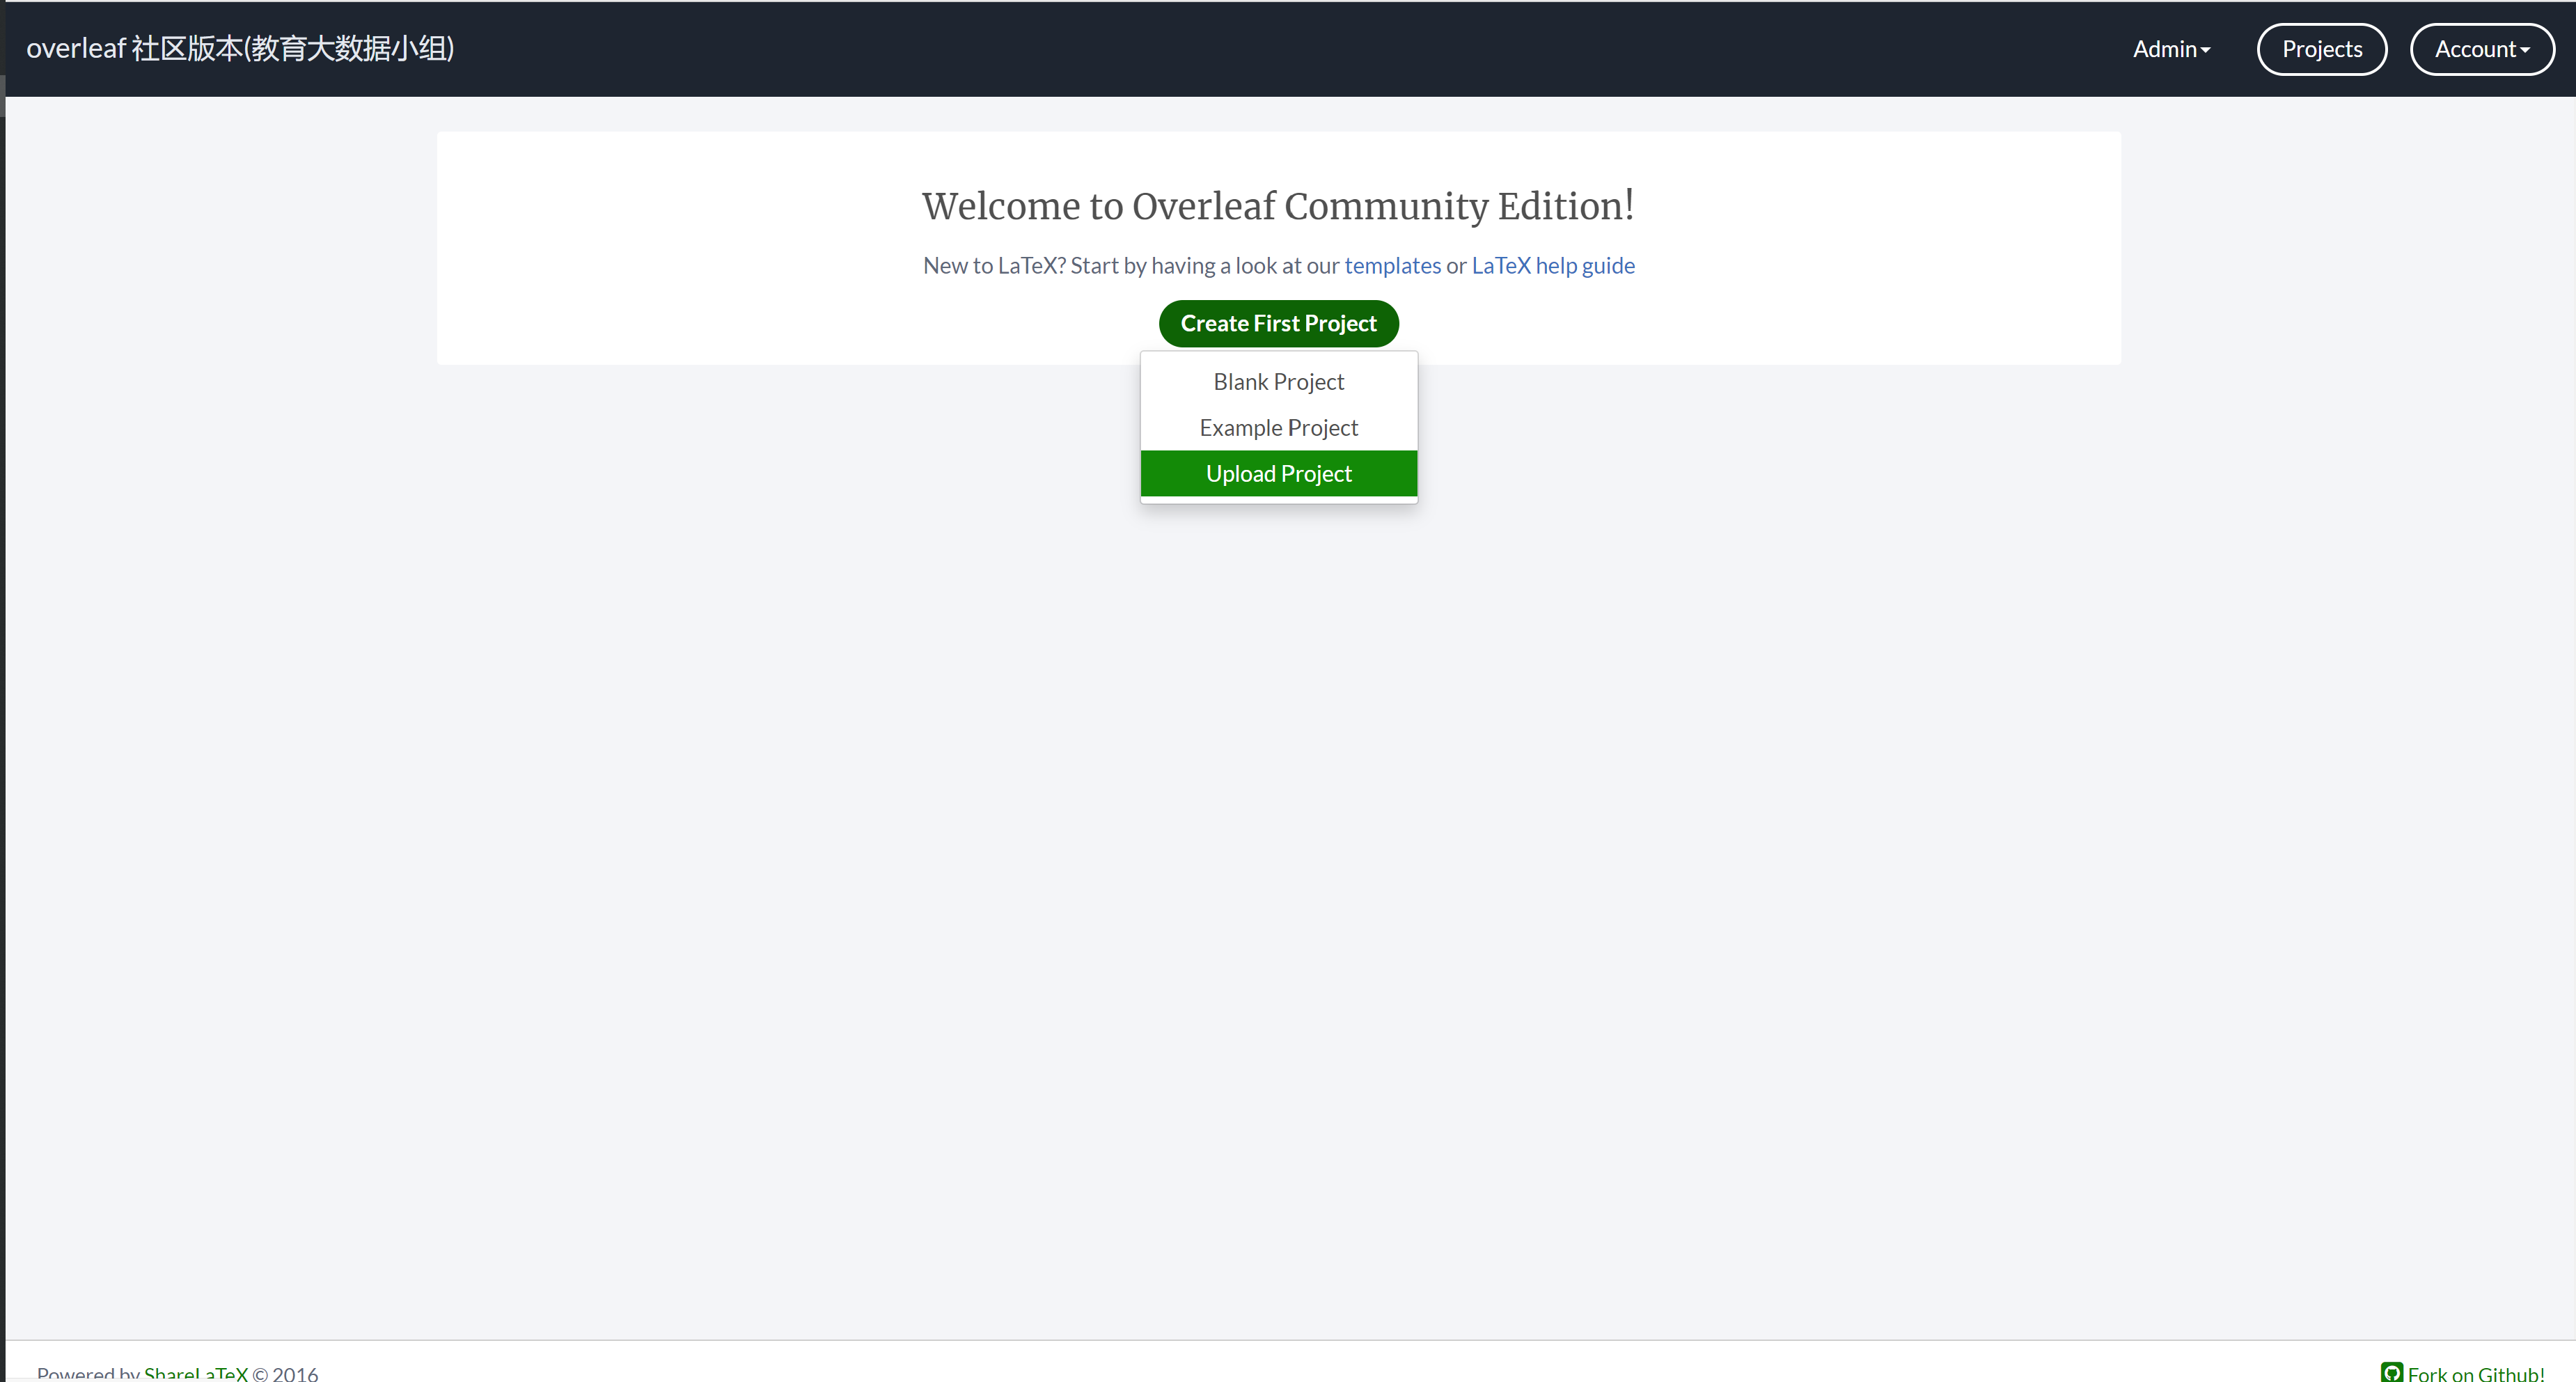 overleaf 社区版本(教育大数据小组)
Admin
Projects
Account
Welcome to Overleaf Community Edition!
New to LaTeX? Start by having a look at our templates or LaTeX help guide
Create First Project
Blank Project
Example Project
Upload Project
Powered by ShareLaTeX © 2016
Fork on Github!